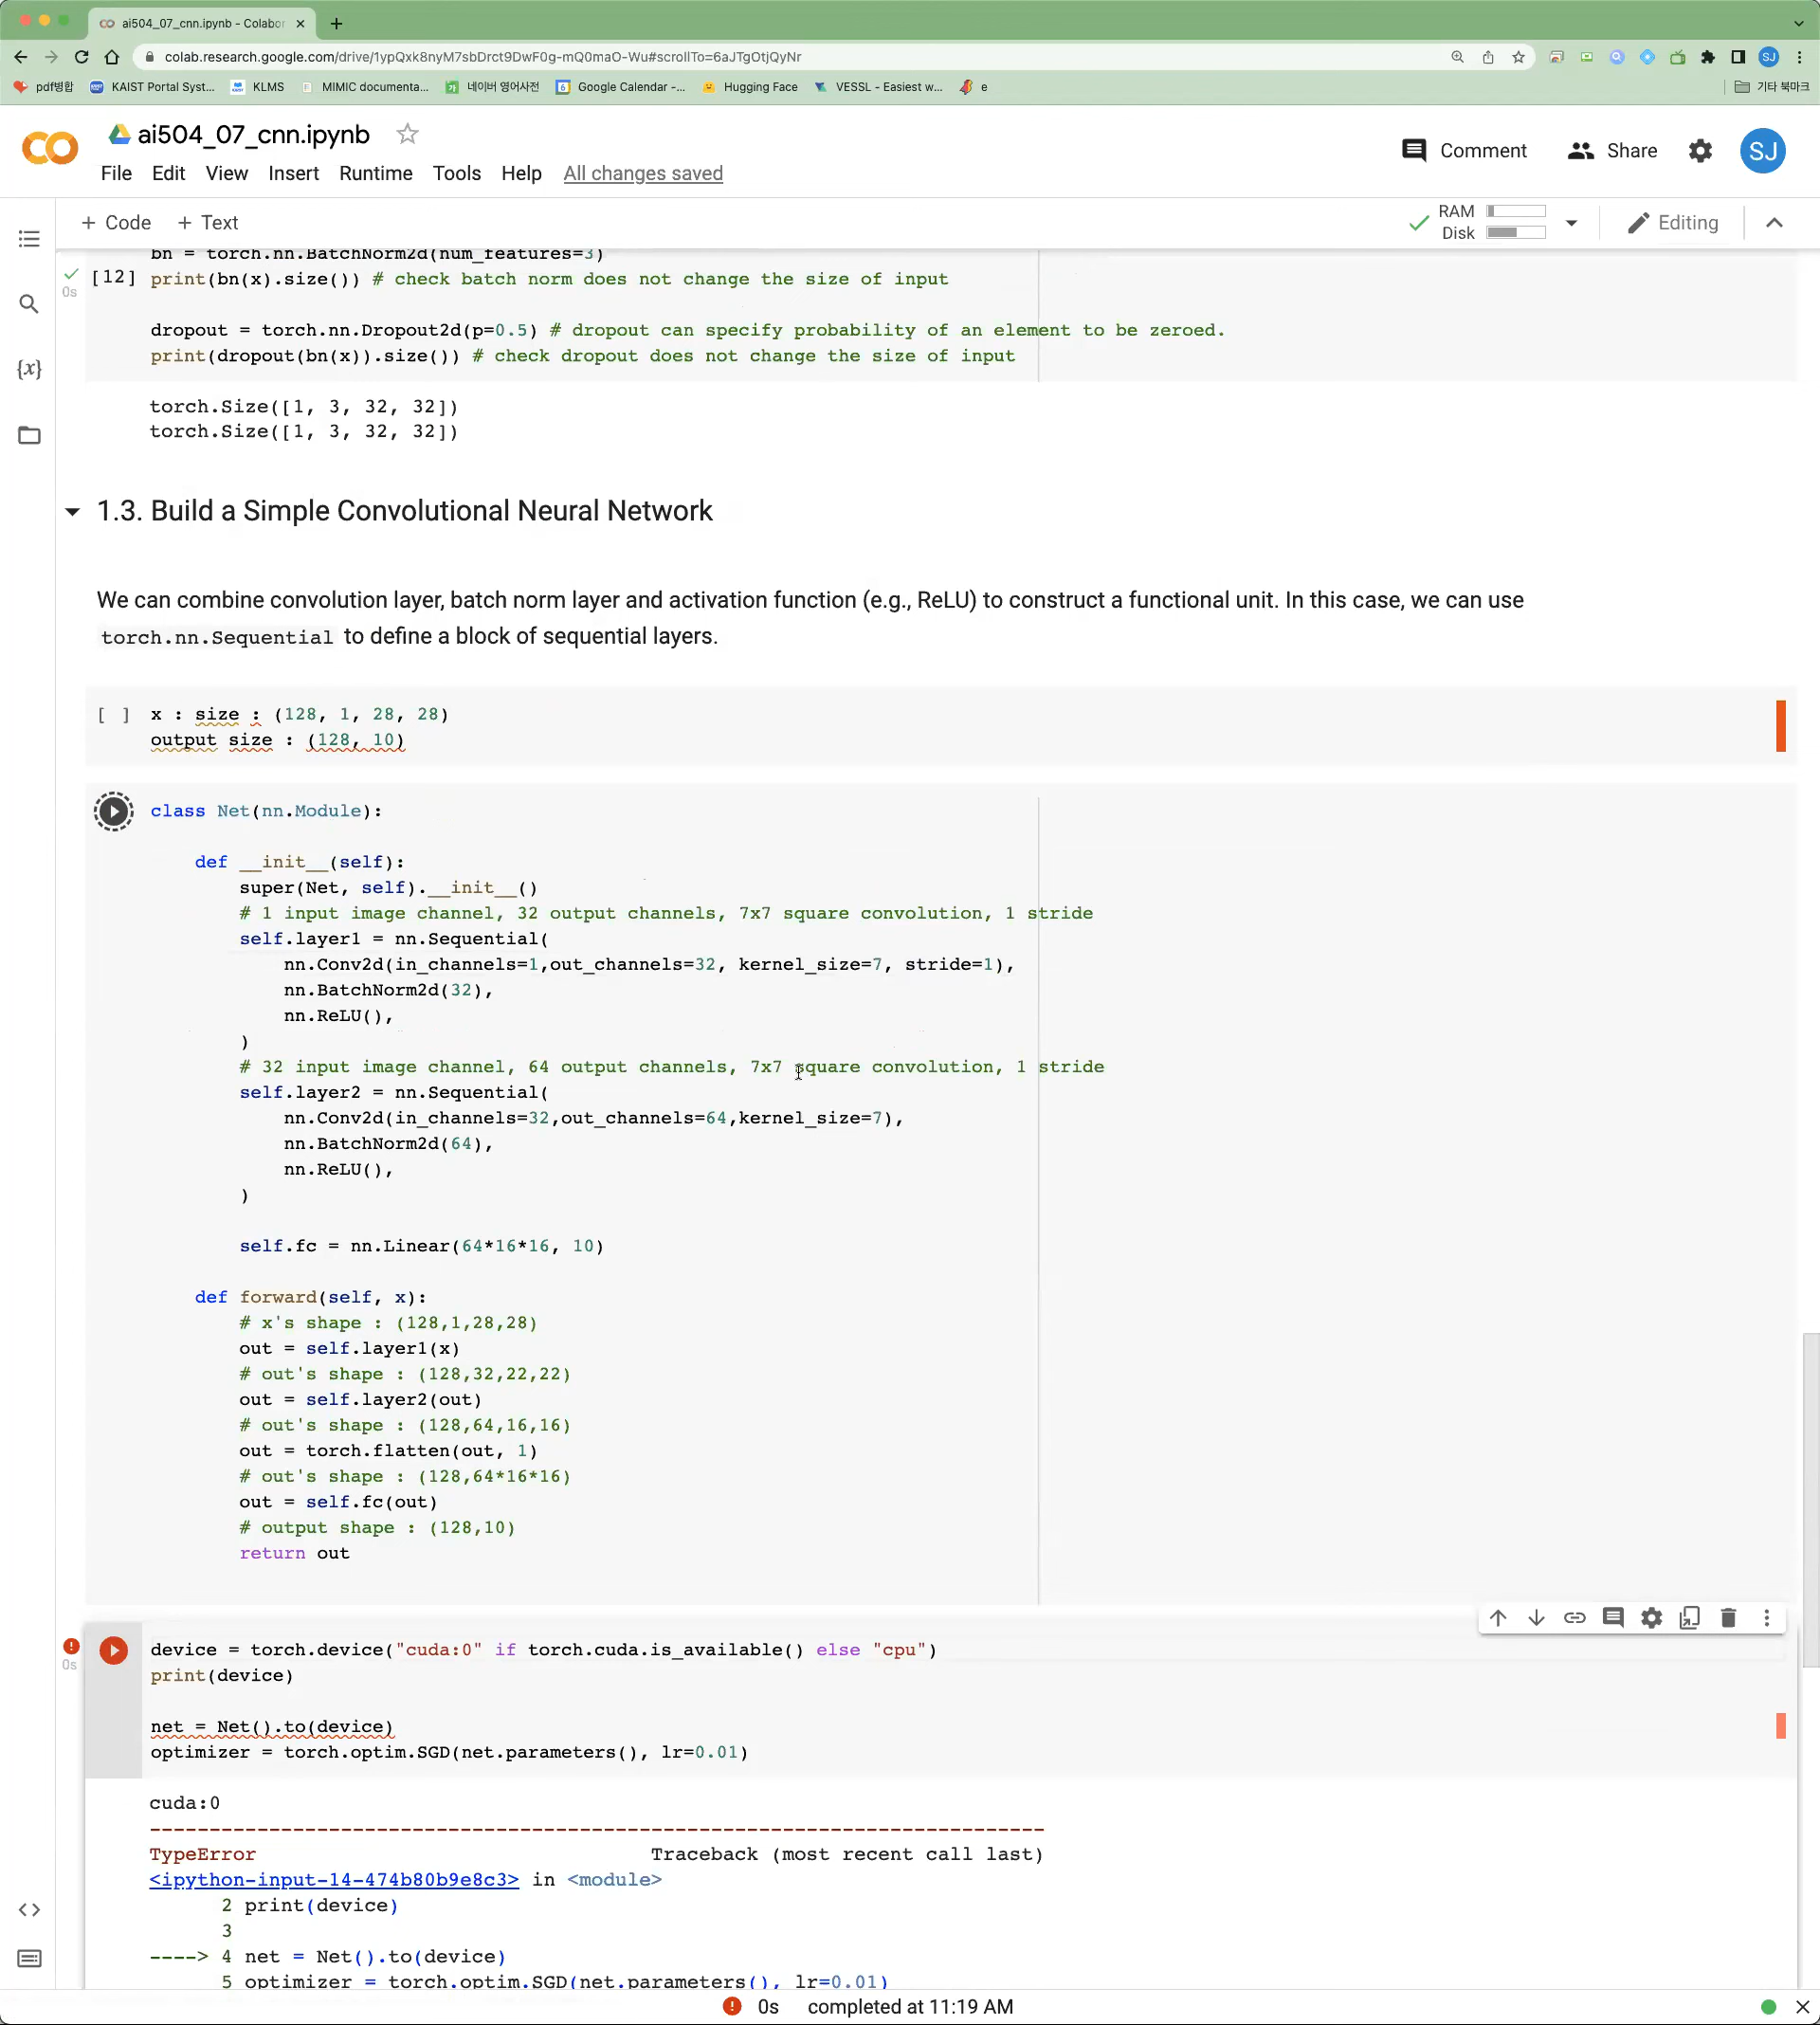 ai504_07_cnn.ipynb - Colabor
colab.research.google.com/drive/1ypQxk8nyM7sbDrct9DwF0g-mQ0maO-Wu#scrollTo=6aJTgOtjQyNr
SJ
pdf병합 KAIST Portal Syst... KLMS MIMIC documenta... 네이버 영어사전 Google Calendar -... Hugging Face VESSL - Easiest w... e 기타 북마크
ai504_07_cnn.ipynb
Comment Share SJ
File Edit View Insert Runtime Tools Help All changes saved
+ Code + Text
RAM
Disk
Editing
bn = torch.nn.BatchNorm2d(num_features=3)
[12] print(bn(x).size()) # check batch norm does not change the size of input
0s
dropout = torch.nn.Dropout2d(p=0.5) # dropout can specify probability of an element to be zeroed.
print(dropout(bn(x)).size()) # check dropout does not change the size of input
torch.Size([1, 3, 32, 32])
torch.Size([1, 3, 32, 32])
1.3. Build a Simple Convolutional Neural Network
We can combine convolution layer, batch norm layer and activation function (e.g., ReLU) to construct a functional unit. In this case, we can use
torch.nn.Sequential to define a block of sequential layers.
[ ] x : size : (128, 1, 28, 28)
output size : (128, 10)
class Net(nn.Module):
def __init__(self):
super(Net, self).__init__()
# 1 input image channel, 32 output channels, 7x7 square convolution, 1 stride
self.layer1 = nn.Sequential(
nn.Conv2d(in_channels=1,out_channels=32, kernel_size=7, stride=1),
nn.BatchNorm2d(32),
nn.ReLU(),
)
# 32 input image channel, 64 output channels, 7x7 square convolution, 1 stride
self.layer2 = nn.Sequential(
nn.Conv2d(in_channels=32,out_channels=64,kernel_size=7),
nn.BatchNorm2d(64),
nn.ReLU(),
)
self.fc = nn.Linear(64*16*16, 10)
def forward(self, x):
# x's shape : (128,1,28,28)
out = self.layer1(x)
# out's shape : (128,32,22,22)
out = self.layer2(out)
# out's shape : (128,64,16,16)
out = torch.flatten(out, 1)
# out's shape : (128,64*16*16)
out = self.fc(out)
# output shape : (128,10)
return out
device = torch.device("cuda:0" if torch.cuda.is_available() else "cpu")
0s
print(device)
net = Net().to(device)
optimizer = torch.optim.SGD(net.parameters(), lr=0.01)
cuda:0
---------------------------------------------------------------------------
TypeError Traceback (most recent call last)
<ipython-input-14-474b80b9e8c3> in <module>
2 print(device)
3
----> 4 net = Net().to(device)
5 optimizer = torch.optim.SGD(net.parameters(), lr=0.01)
0s completed at 11:19 AM